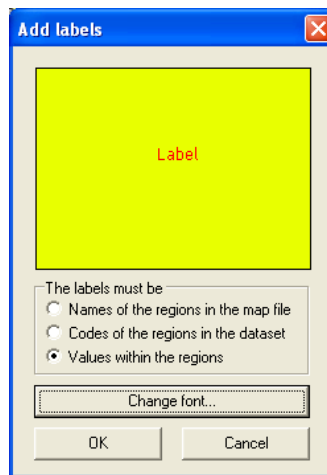 Add labels
Label
The labels must be
Names of the regions in the map file
Codes of the regions in the dataset
Values within the regions
Change font...
OK Cancel